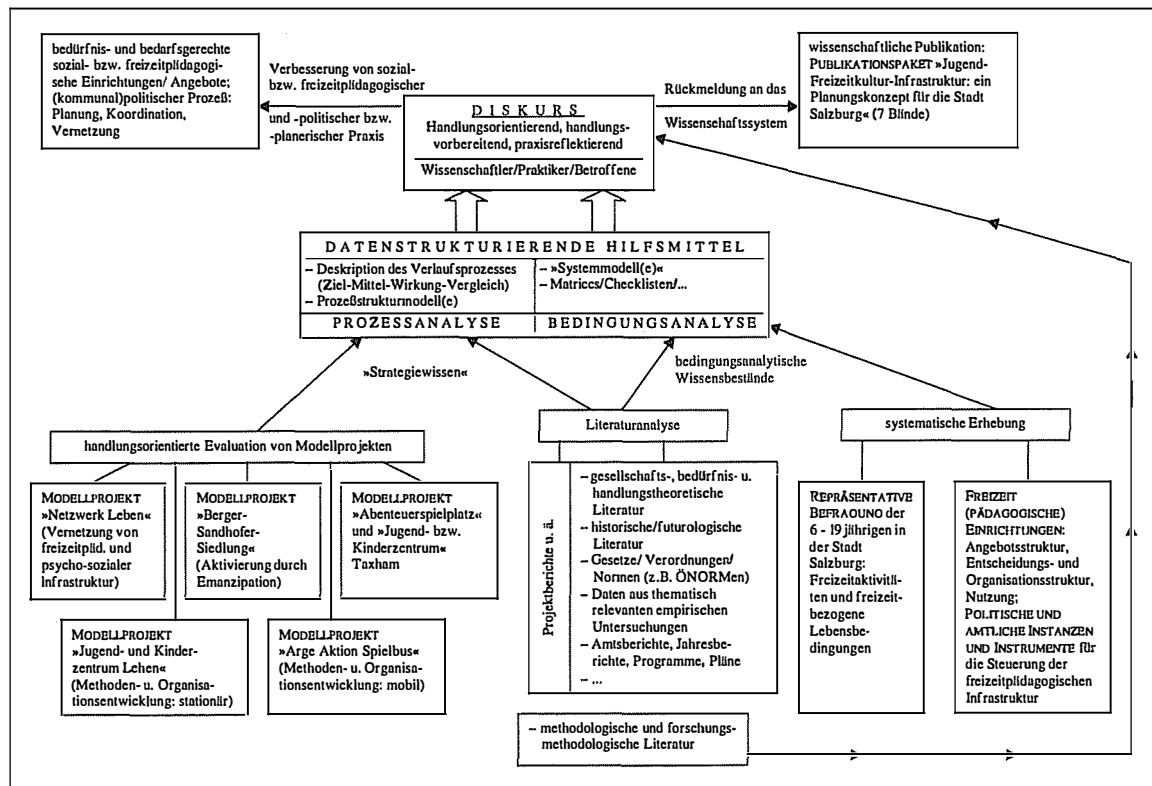 bedürfnis- und bedarfsgerechte
sozial- bzw. freizeitpädagogi-
sehe Einrichtungen/ Angebote;
(kommunal)politischer Prozeß:
Planung, Koordination,
Vernetzung
Verbesserung von sozial-
bzw. freizeitpädagogischer
und -politischer bzw.
-planerischer Praxis
DISKURS
Handlungsorientierend, handlungs-
vorbereitend, praxisreflektierend
Wissenschaftler/Praktiker/Betroffene
Rückmeldung an das
Wissenschaftssystem
wissenschaftliche Publikation:
PUBLIKATIONSPAKET »Jugend-
Freizeitkultur-Infrastruktur: ein
Planungskonzept für die Stadt
Salzburg« (7 Bände)
DATENSTRUKTURIERENDE HILFSMITTEL
– Deskription des Verlaufsprozesses
(Ziel-Mittel-Wirkung-Vergleich)
– Prozeßstrukturmodell(e)
– »Systemmodell(e)«
– Matriccs/Checklisten/...
PROZESSANALYSE
BEDINGUNGSANALYSE
»Strategiewissen«
bedingungsanalytische
Wissensbestände
handlungsorientierte Evaluation von Modellprojekten
Literaturanalyse
systematische Erhebung
MODELLPROJEKT
»Netzwerk Leben«
(Vernetzung von
freizeitpäd. und
psycho-sozialer
Infrastruktur)
MODELLPROJEKT
»Berger-
Sandhofer-
Siedlung«
(Aktivierung durch
Emanzipation)
MODELLPROJEKT
»Abenteuerspielplatz«
und »Jugend- bzw.
Kinderzentrum«
Taxham
MODELLPROJEKT
»Jugend- und Kinder-
zentrum Lehen«
(Methoden- u. Organisa-
tionsentwicklung: stationär)
MODELLPROJEKT
»Arge Aktion Spielbus«
(Methoden- u. Organisa-
tionsentwicklung: mobil)
Projektberichte u. ä.
– gesellschafts-, bedürfnis- u.
handlungstheoretische
Literatur
– historische/futurologische
Literatur
– Gesetze/ Verordnungen/
Normen (z.B. ÖNORMen)
– Daten aus thematisch
relevanten empirischen
Untersuchungen
– Amtsberichte, Jahresbe-
richte, Programme, Pläne
– ...
– methodologische und forschungs-
methodologische Literatur
REPRÄSENTATIVE
BEFRAOUNO der
6 - 19 jährigen in
der Stadt
Salzburg:
Freizeitaktivitä-
ten und freizeit-
bezogene
Lebensbe-
dingungen
FREIZEIT
(PÄDAGOGISCHE)
EINRICHTUNGEN:
Angebotsstruktur,
Entscheidungs- und
Organisationsstruktur,
Nutzung;
POLITISCHE UND
AMTLICHE INSTANZEN
UND INSTRUMENTE für
die Steuerung der
freizeitpädagogischen
Infrastruktur